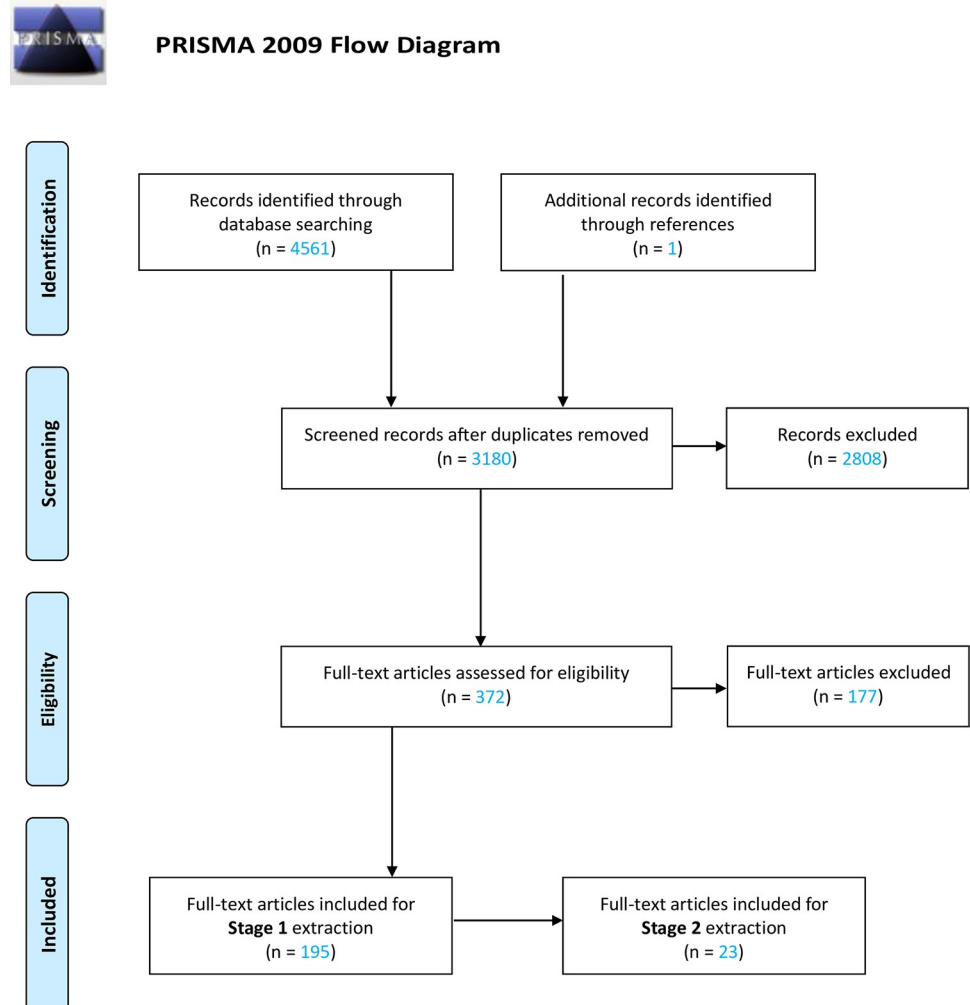 PRISMA
PRISMA 2009 Flow Diagram
Identification
Records identified through
database searching
(n = 4561)
Additional records identified
through references
(n = 1)
Screening
Screened records after duplicates removed
(n = 3180)
Records excluded
(n = 2808)
Eligibility
Full-text articles assessed for eligibility
(n = 372)
Full-text articles excluded
(n = 177)
Included
Full-text articles included for
Stage 1 extraction
(n = 195)
Full-text articles included for
Stage 2 extraction
(n = 23)